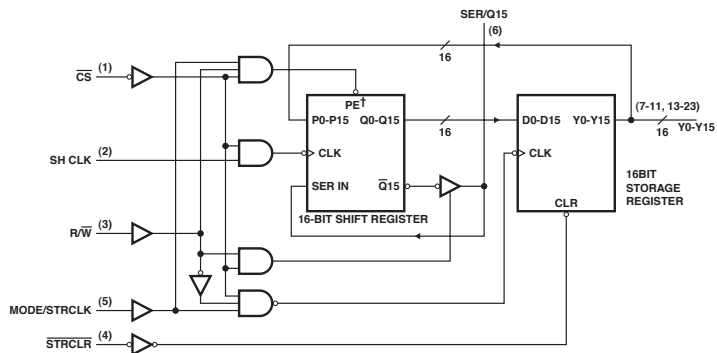 SER/Q15
(6)
CS (1)
16
PE†
(7-11, 13-23)
P0-P15 Q0-Q15
D0-D15 Y0-Y15
16
16
Y0-Y15
SH CLK (2)
CLK
CLK
SER IN Q15
16BIT
STORAGE
REGISTER
CLR
16-BIT SHIFT REGISTER
R/W (3)
MODE/STRCLK (5)
STRCLR (4)